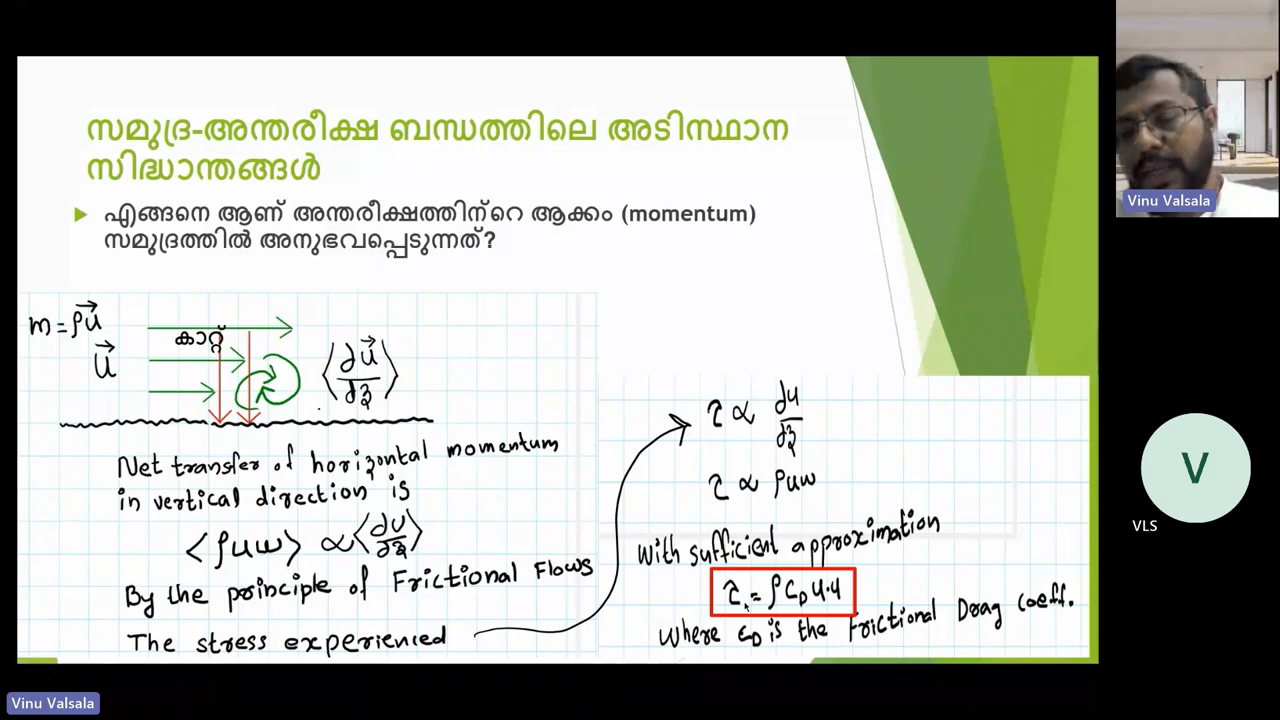 സമുദ്ര-അന്തരീക്ഷ ബന്ധത്തിലെ അടിസ്ഥാന
സിദ്ധാന്തങ്ങൾ
എങ്ങനെ ആണ് അന്തരീക്ഷത്തിന്റെ ആക്കം (momentum)
സമുദ്രത്തിൽ അനുഭവപ്പെടുന്നത്?
m = ρu⃗
കാറ്റ്
u⃗
⟨∂u⃗/∂z⟩
Net transfer of horizontal momentum
in vertical direction is
⟨ρuw⟩ ∝ ⟨∂u/∂z⟩
By the principle of Frictional Flows
The stress experienced
τ ∝ ∂u/∂z
τ ∝ ρuw
With sufficient approximation
τ = ρ C_D u·u
where C_D is the Frictional Drag coeff.
Vinu Valsala
V
VLS
Vinu Valsala